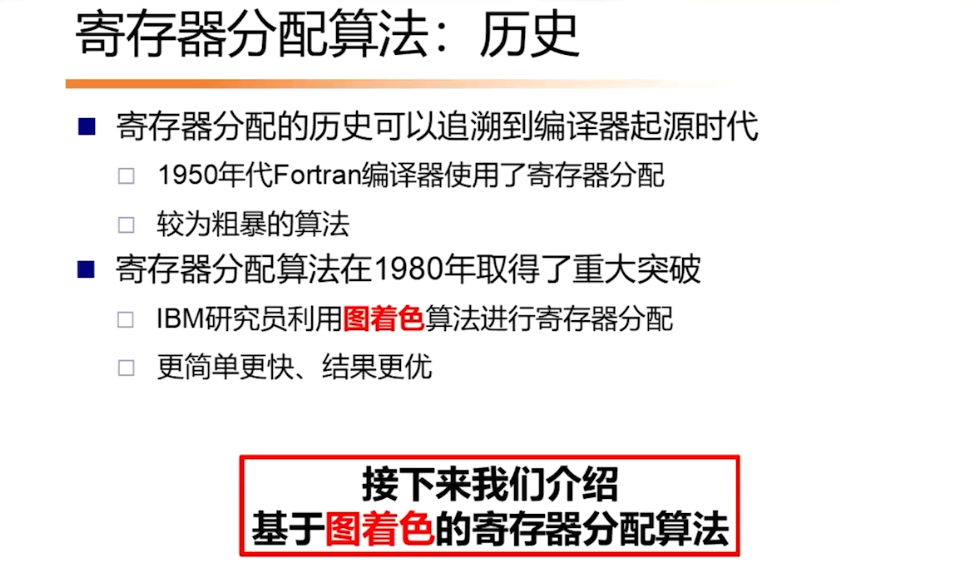 寄存器分配算法：历史
寄存器分配的历史可以追溯到编译器起源时代
1950年代Fortran编译器使用了寄存器分配
较为粗暴的算法
寄存器分配算法在1980年取得了重大突破
IBM研究员利用图着色算法进行寄存器分配
更简单更快、结果更优
接下来我们介绍
基于图着色的寄存器分配算法